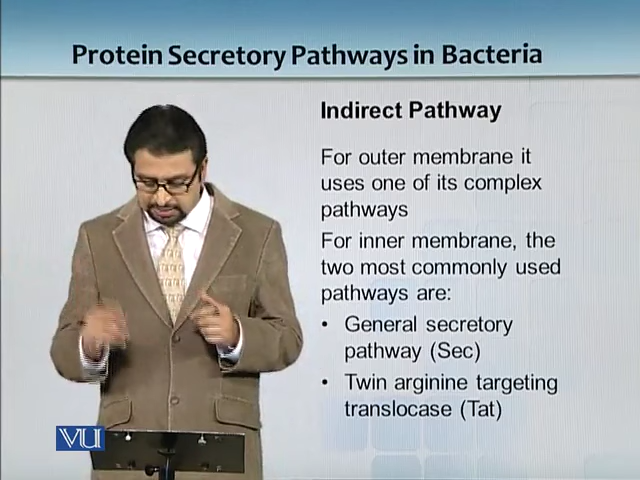 Protein Secretory Pathways in Bacteria
Indirect Pathway
For outer membrane it
uses one of its complex
pathways
For inner membrane, the
two most commonly used
pathways are:
• General secretory
pathway (Sec)
• Twin arginine targeting
translocase (Tat)
VU